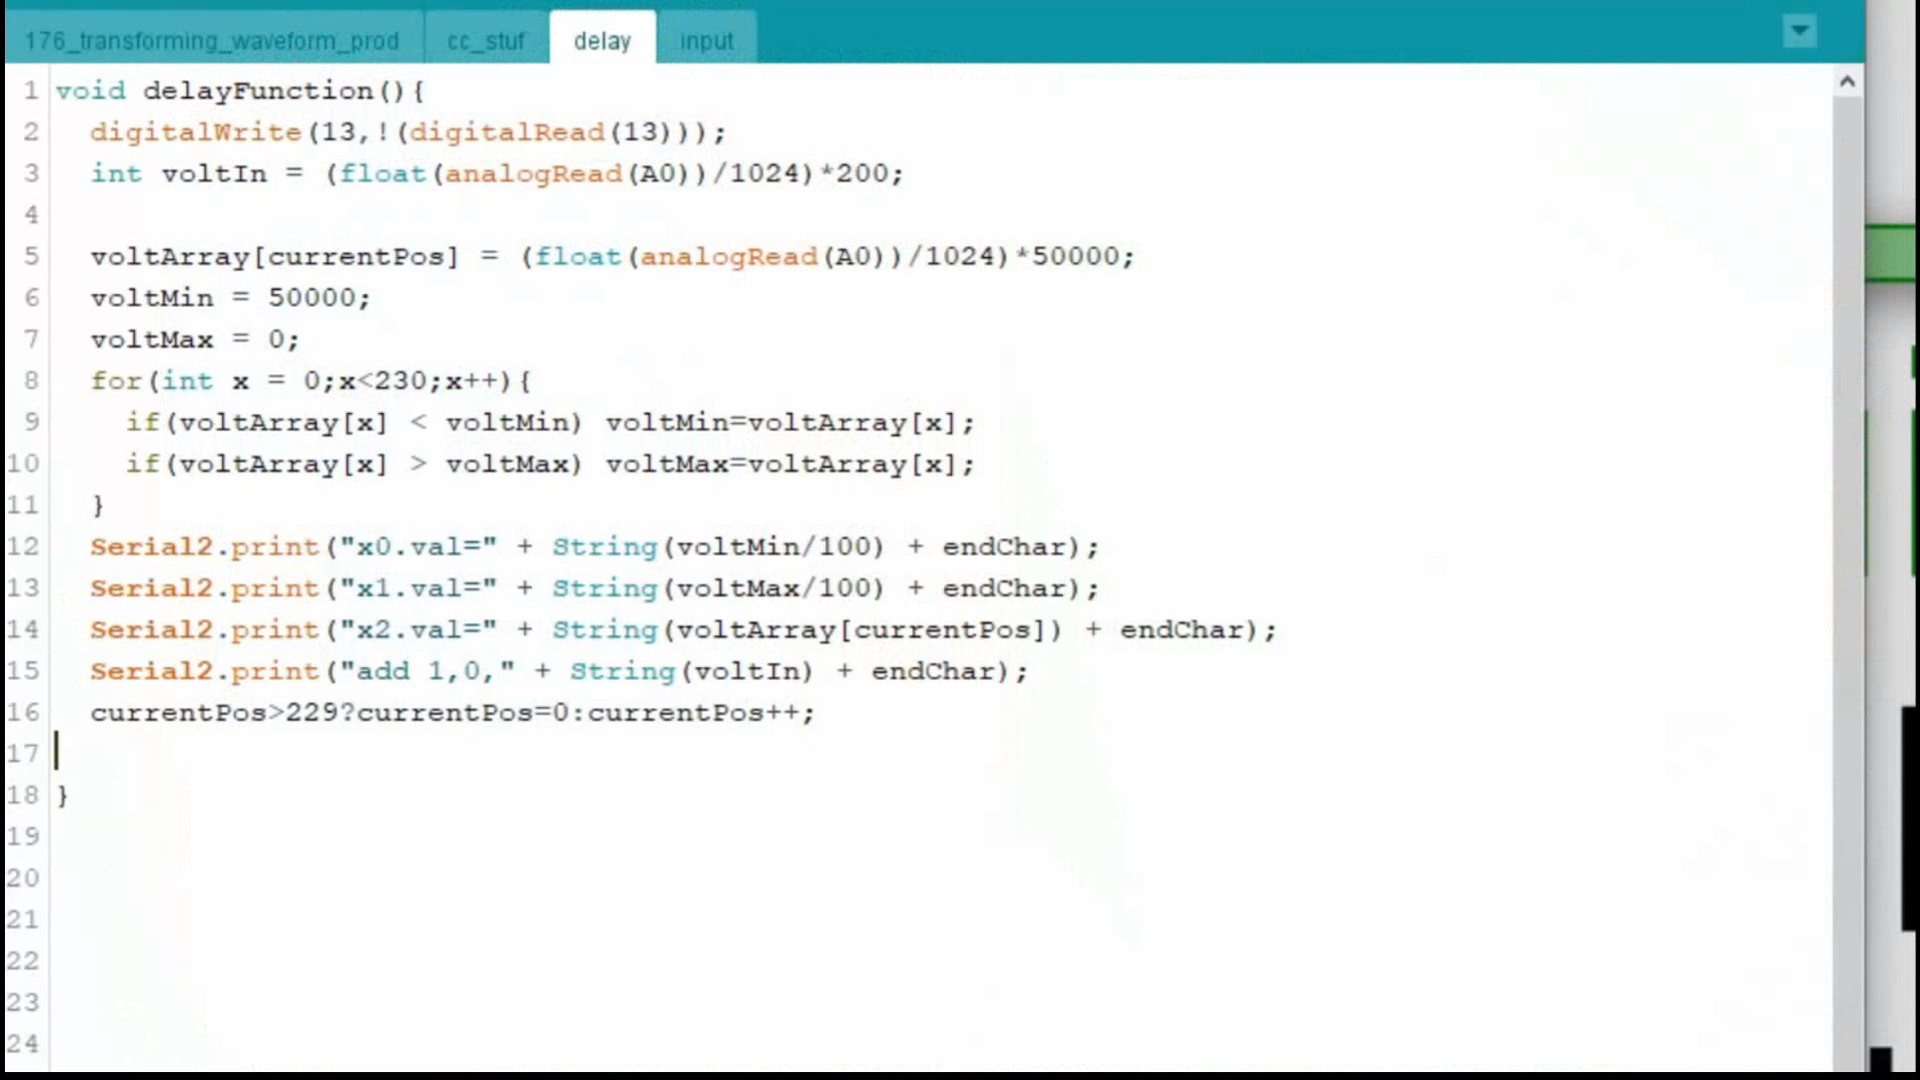 176_transforming_waveform_prod cc_stuf delay input
1 void delayFunction(){
2 digitalWrite(13,!(digitalRead(13)));
3 int voltIn = (float(analogRead(A0))/1024)*200;
4
5 voltArray[currentPos] = (float(analogRead(A0))/1024)*50000;
6 voltMin = 50000;
7 voltMax = 0;
8 for(int x = 0;x<230;x++){
9 if(voltArray[x] < voltMin) voltMin=voltArray[x];
10 if(voltArray[x] > voltMax) voltMax=voltArray[x];
11 }
12 Serial2.print("x0.val=" + String(voltMin/100) + endChar);
13 Serial2.print("x1.val=" + String(voltMax/100) + endChar);
14 Serial2.print("x2.val=" + String(voltArray[currentPos]) + endChar);
15 Serial2.print("add 1,0," + String(voltIn) + endChar);
16 currentPos>229?currentPos=0:currentPos++;
17
18 }
19
20
21
22
23
24